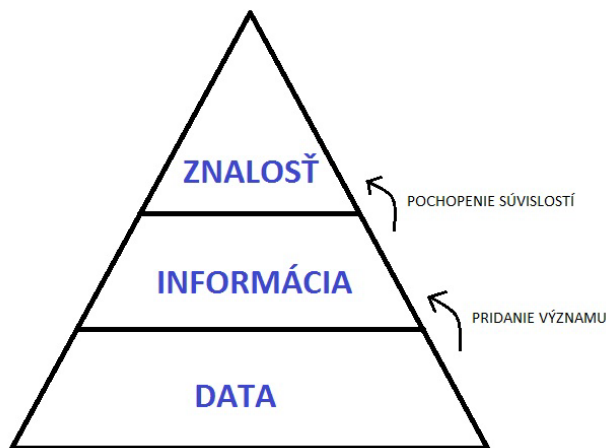 ZNALOSŤ
POCHOPENIE SÚVISLOSTÍ
INFORMÁCIA
PRIDANIE VÝZNAMU
DATA